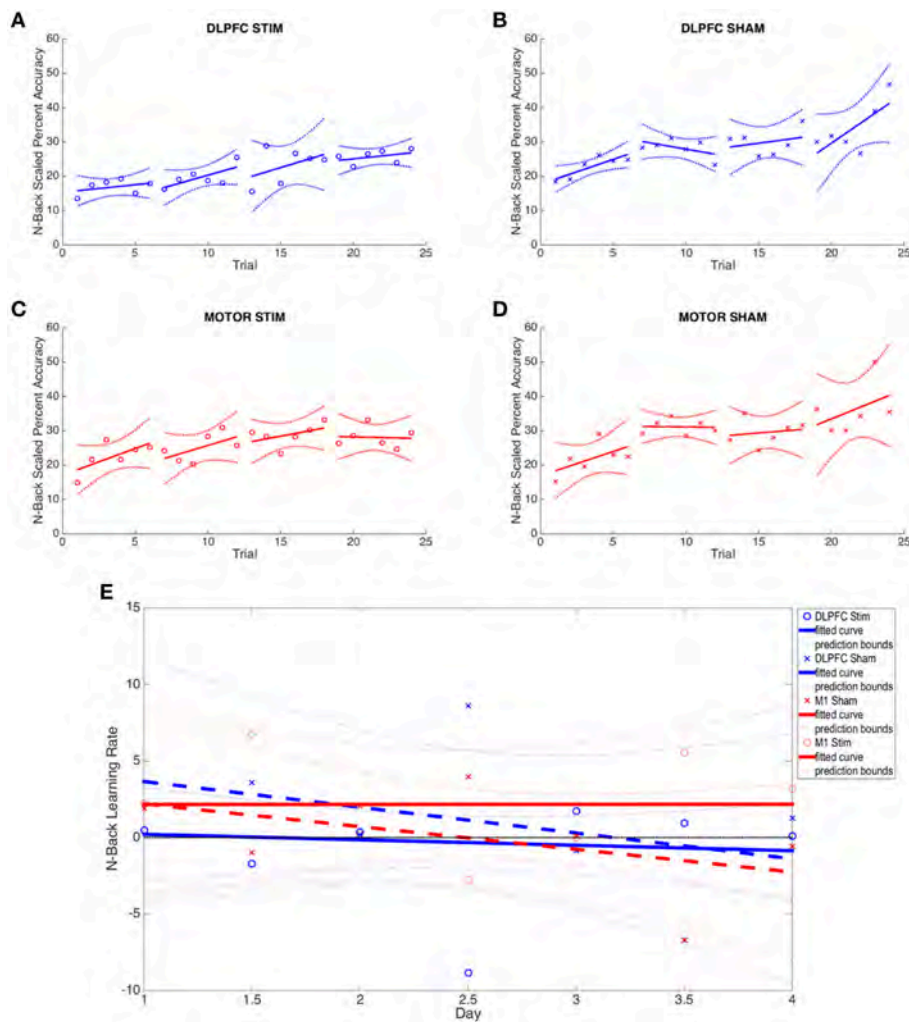 A
DLPFC STIM
N-Back Scaled Percent Accuracy
60
50
40
30
20
10
0
0 5 10 15 20 25
Trial
B
DLPFC SHAM
N-Back Scaled Percent Accuracy
60
50
40
30
20
10
0
0 5 10 15 20 25
Trial
C
MOTOR STIM
N-Back Scaled Percent Accuracy
60
50
40
30
20
10
0
0 5 10 15 20 25
Trial
D
MOTOR SHAM
N-Back Scaled Percent Accuracy
60
50
40
30
20
10
0
0 5 10 15 20 25
Trial
E
N-Back Learning Rate
15
10
5
0
-5
-10
1 1.5 2 2.5 3 3.5 4
Day
DLPFC Stim
fitted curve
prediction bounds
DLPFC Sham
fitted curve
prediction bounds
M1 Sham
fitted curve
prediction bounds
M1 Stim
fitted curve
prediction bounds